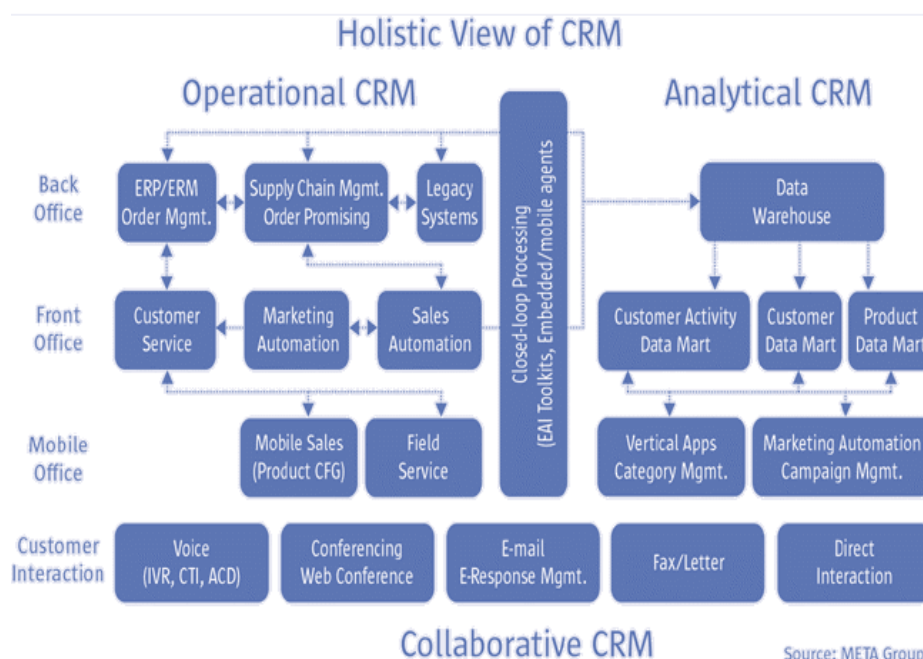 Holistic View of CRM
Operational CRM
Analytical CRM
Back
Office
ERP/ERM
Order Mgmt.
Supply Chain Mgmt.
Order Promising
Legacy
Systems
Closed-loop Processing
(EAI Toolkits, Embedded/mobile agents
Data
Warehouse
Front
Office
Customer
Service
Marketing
Automation
Sales
Automation
Customer Activity
Data Mart
Customer
Data Mart
Product
Data Mart
Mobile
Office
Mobile Sales
(Product CFG)
Field
Service
Vertical Apps
Category Mgmt.
Marketing Automation
Campaign Mgmt.
Customer
Interaction
Voice
(IVR, CTI, ACD)
Conferencing
Web Conference
E-mail
E-Response Mgmt.
Fax/Letter
Direct
Interaction
Collaborative CRM
Source: META Group